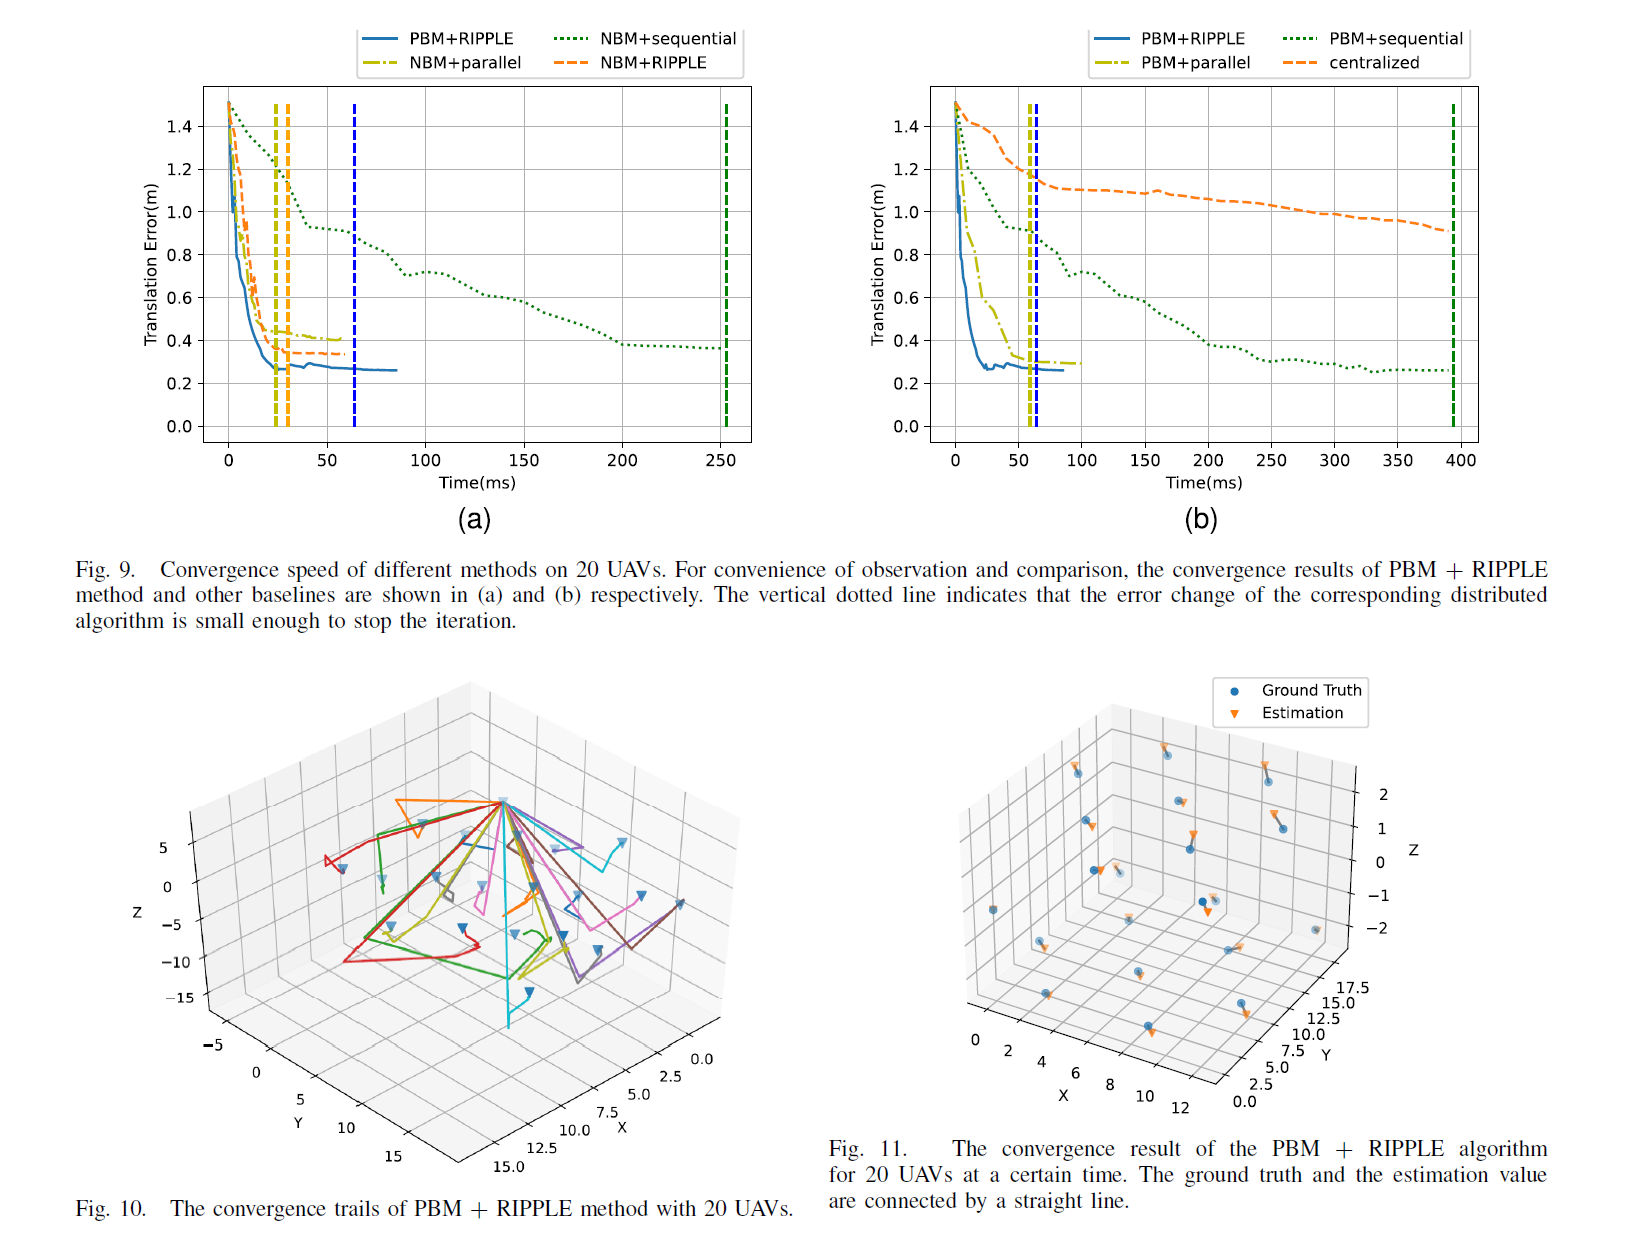 PBM+RIPPLE NBM+sequential
NBM+parallel NBM+RIPPLE
1.4
1.2
1.0
0.8
0.6
0.4
0.2
0.0
Translation Error(m)
0 50 100 150 200 250
Time(ms)
(a)
PBM+RIPPLE PBM+sequential
PBM+parallel centralized
1.4
1.2
1.0
0.8
0.6
0.4
0.2
0.0
Translation Error(m)
0 50 100 150 200 250 300 350 400
Time(ms)
(b)
Fig. 9. Convergence speed of different methods on 20 UAVs. For convenience of observation and comparison, the convergence results of PBM + RIPPLE
method and other baselines are shown in (a) and (b) respectively. The vertical dotted line indicates that the error change of the corresponding distributed
algorithm is small enough to stop the iteration.
5
0
−5
−10
−15
Z
−5
0
5
10
15
Y
0.0
2.5
5.0
7.5
10.0
12.5
15.0
X
Fig. 10. The convergence trails of PBM + RIPPLE method with 20 UAVs.
Ground Truth
Estimation
2
1
0
−1
−2
Z
17.5
15.0
12.5
10.0
7.5
5.0
2.5
0.0
Y
0
2
4
6
8
10
12
X
Fig. 11. The convergence result of the PBM + RIPPLE algorithm
for 20 UAVs at a certain time. The ground truth and the estimation value
are connected by a straight line.